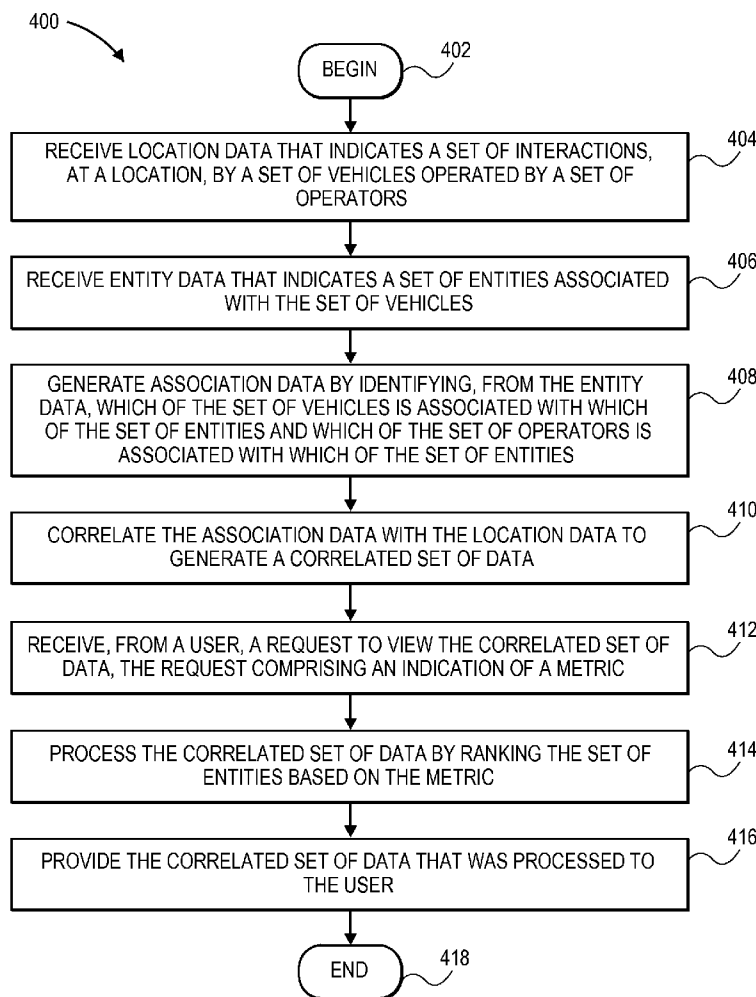 400
BEGIN
402
RECEIVE LOCATION DATA THAT INDICATES A SET OF INTERACTIONS,
AT A LOCATION, BY A SET OF VEHICLES OPERATED BY A SET OF
OPERATORS
404
RECEIVE ENTITY DATA THAT INDICATES A SET OF ENTITIES ASSOCIATED
WITH THE SET OF VEHICLES
406
GENERATE ASSOCIATION DATA BY IDENTIFYING, FROM THE ENTITY
DATA, WHICH OF THE SET OF VEHICLES IS ASSOCIATED WITH WHICH
OF THE SET OF ENTITIES AND WHICH OF THE SET OF OPERATORS IS
ASSOCIATED WITH WHICH OF THE SET OF ENTITIES
408
CORRELATE THE ASSOCIATION DATA WITH THE LOCATION DATA TO
GENERATE A CORRELATED SET OF DATA
410
RECEIVE, FROM A USER, A REQUEST TO VIEW THE CORRELATED SET OF
DATA, THE REQUEST COMPRISING AN INDICATION OF A METRIC
412
PROCESS THE CORRELATED SET OF DATA BY RANKING THE SET OF
ENTITIES BASED ON THE METRIC
414
PROVIDE THE CORRELATED SET OF DATA THAT WAS PROCESSED TO
THE USER
416
END
418